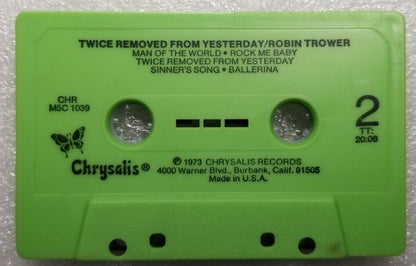 TWICE REMOVED FROM YESTERDAY/ROBIN TROWER
MAN OF THE WORLD • ROCK ME BABY
TWICE REMOVED FROM YESTERDAY
SINNER'S SONG • BALLERINA
CHR
M5C 1039
2
TT:
20:06
Chrysalis®
℗ 1973 CHRYSALIS RECORDS
4000 Warner Blvd., Burbank, Calif. 91505
Made in U.S.A.